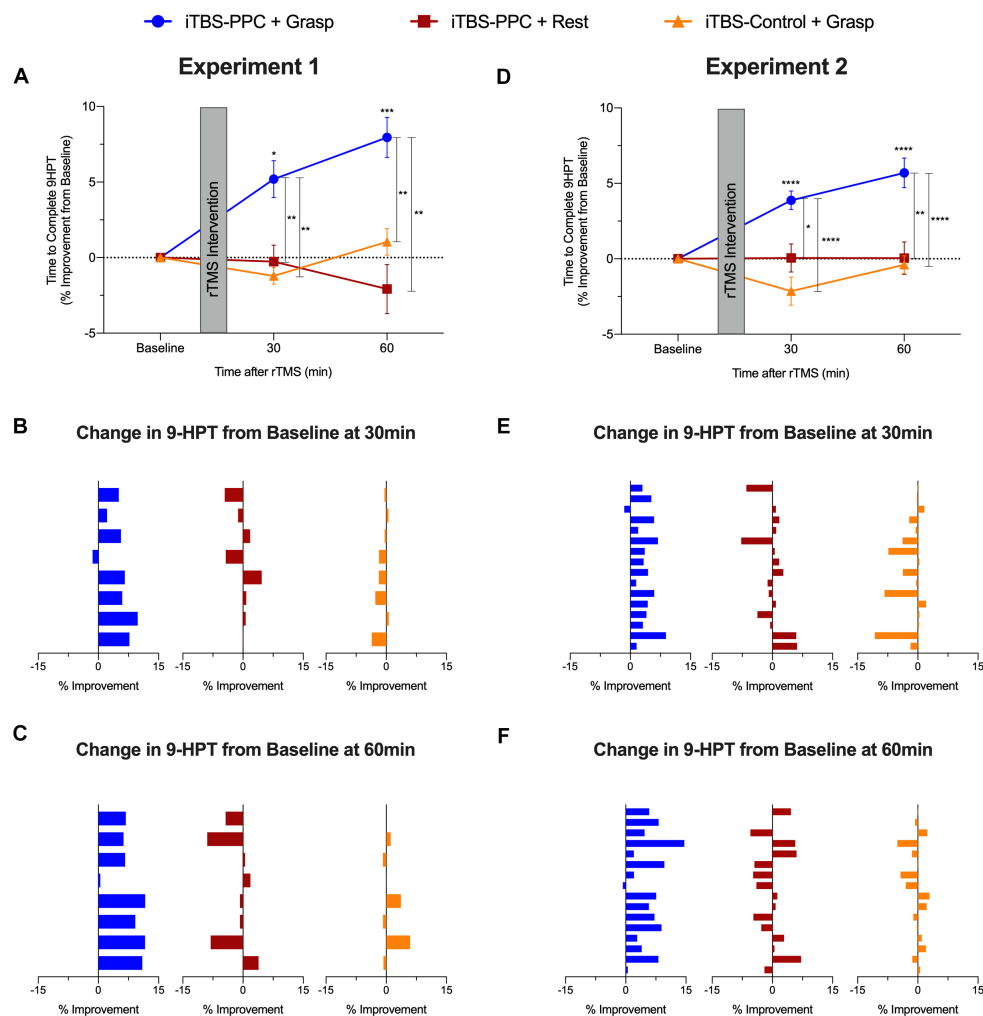 iTBS-PPC + Grasp
iTBS-PPC + Rest
iTBS-Control + Grasp
A
Experiment 1
Time to Complete 9HPT
(% Improvement from Baseline)
10
5
0
-5
rTMS Intervention
*
***
**
**
**
**
Baseline
30
60
Time after rTMS (min)
D
Experiment 2
Time to Complete 9HPT
(% Improvement from Baseline)
10
5
0
-5
rTMS Intervention
****
****
*
****
**
****
Baseline
30
60
Time after rTMS (min)
B
Change in 9-HPT from Baseline at 30min
-15 0 15 -15 0 15 -15 0 15
% Improvement % Improvement % Improvement
E
Change in 9-HPT from Baseline at 30min
-15 0 15 -15 0 15 -15 0 15
% Improvement % Improvement % Improvement
C
Change in 9-HPT from Baseline at 60min
-15 0 15 -15 0 15 -15 0 15
% Improvement % Improvement % Improvement
F
Change in 9-HPT from Baseline at 60min
-15 0 15 -15 0 15 -15 0 15
% Improvement % Improvement % Improvement